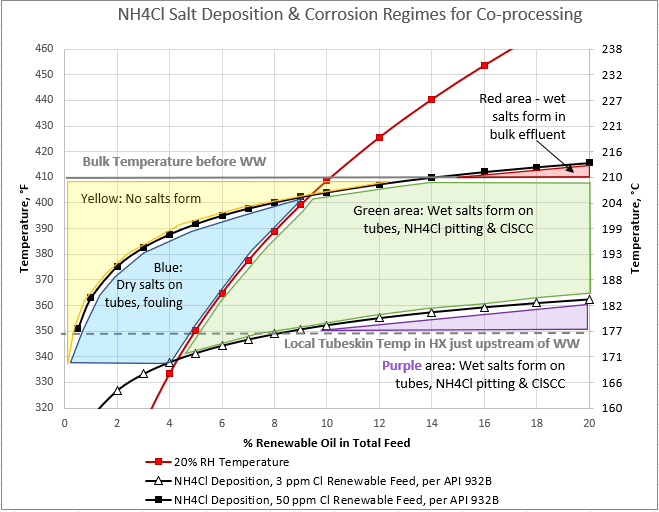 NH4Cl Salt Deposition & Corrosion Regimes for Co-processing
460
450
440
430
420
410
400
390
380
370
360
350
340
330
320
Temperature, °F
238
232
227
221
216
210
204
199
193
188
182
177
171
166
160
Temperature, °C
Red area - wet
salts form in
bulk effluent
Bulk Temperature before WW
Yellow: No salts form
Green area: Wet salts form on
tubes, NH4Cl pitting & ClSCC
Blue:
Dry salts on
tubes, fouling
Local Tubeskin Temp in HX just upstream of WW
Purple area: Wet salts form on
tubes, NH4Cl pitting & ClSCC
0 2 4 6 8 10 12 14 16 18 20
% Renewable Oil in Total Feed
20% RH Temperature
NH4Cl Deposition, 3 ppm Cl Renewable Feed, per API 932B
NH4Cl Deposition, 50 ppm Cl Renewable Feed, per API 932B